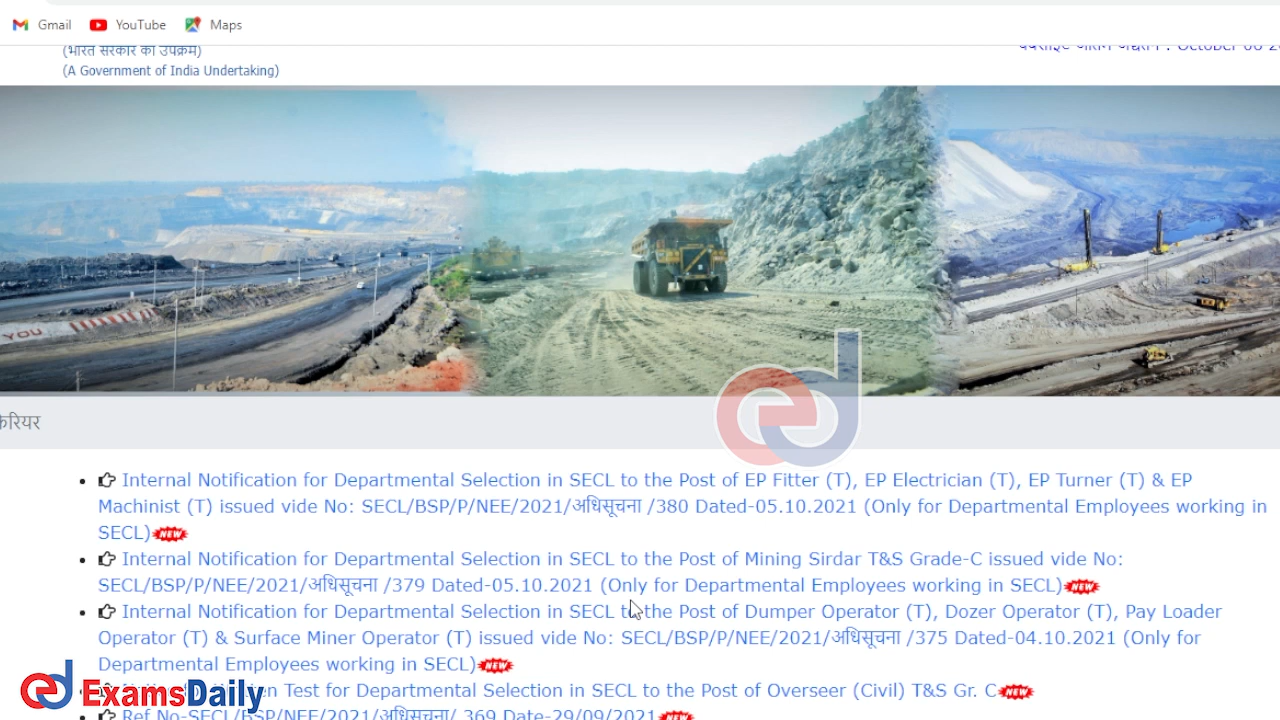 Gmail YouTube Maps
(भारत सरकार का उपक्रम)
(A Government of India Undertaking)
October 06
YOU
करियर
Internal Notification for Departmental Selection in SECL to the Post of EP Fitter (T), EP Electrician (T), EP Turner (T) & EP
Machinist (T) issued vide No: SECL/BSP/P/NEE/2021/अधिसूचना /380 Dated-05.10.2021 (Only for Departmental Employees working in
SECL) NEW
Internal Notification for Departmental Selection in SECL to the Post of Mining Sirdar T&S Grade-C issued vide No:
SECL/BSP/P/NEE/2021/अधिसूचना /379 Dated-05.10.2021 (Only for Departmental Employees working in SECL) NEW
Internal Notification for Departmental Selection in SECL to the Post of Dumper Operator (T), Dozer Operator (T), Pay Loader
Operator (T) & Surface Miner Operator (T) issued vide No: SECL/BSP/P/NEE/2021/अधिसूचना /375 Dated-04.10.2021 (Only for
Departmental Employees working in SECL) NEW
Test for Departmental Selection in SECL to the Post of Overseer (Civil) T&S Gr. C NEW
ExamsDaily
Ref No-SECL/BSP/P/NEE/2021/अधिसूचना/ 369 Date-29/09/2021 NEW